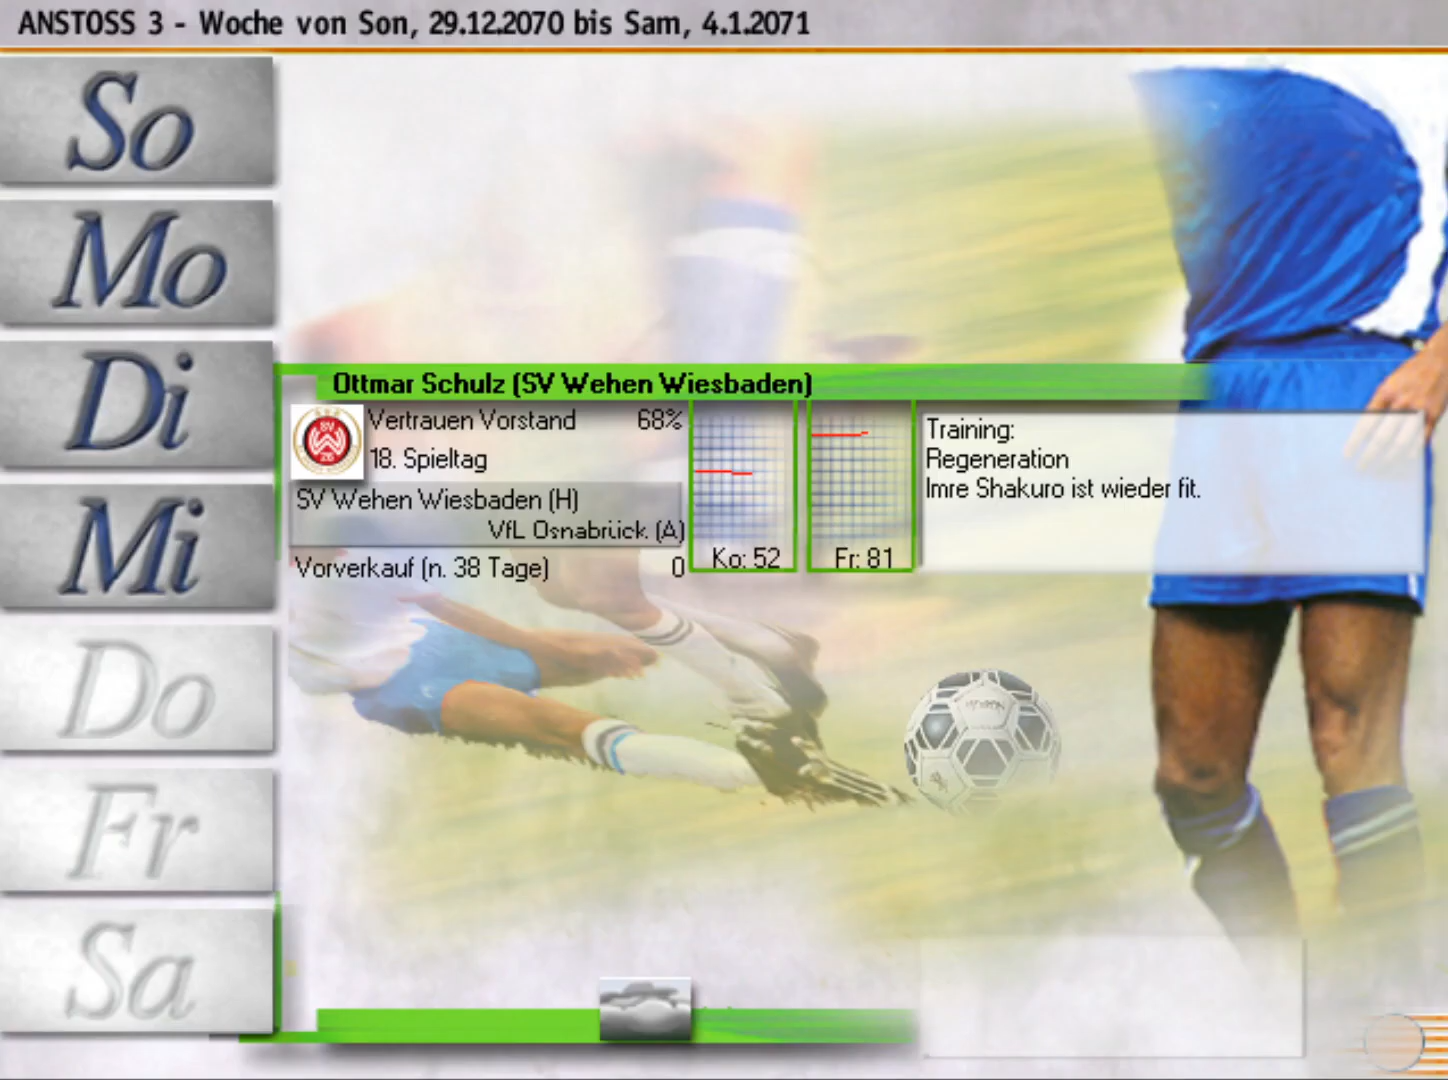 ANSTOSS 3 - Woche von Son, 29.12.2070 bis Sam, 4.1.2071
So
Mo
Di
Mi
Do
Fr
Sa
Ottmar Schulz (SV Wehen Wiesbaden)
Vertrauen Vorstand 68%
18. Spieltag
SV Wehen Wiesbaden (H)
VfL Osnabrück (A)
Vorverkauf (n. 38 Tage) 0
Ko: 52
Fr: 81
Training:
Regeneration
Imre Shakuro ist wieder fit.